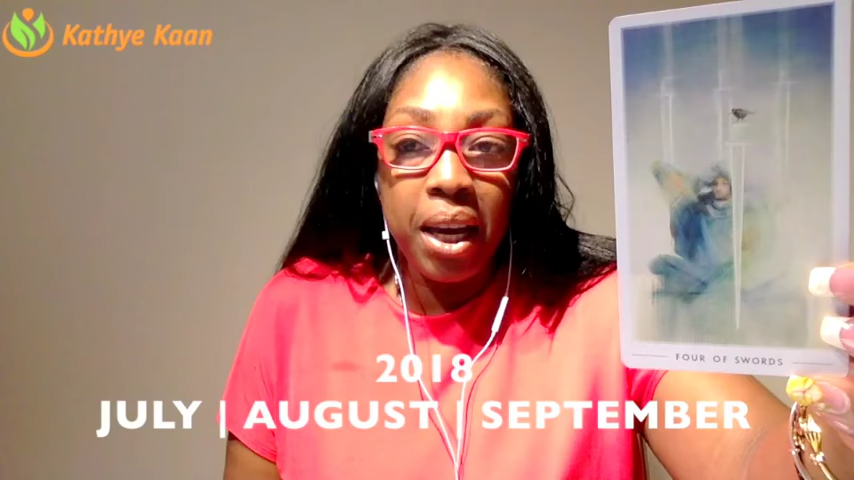 Kathye Kaan
FOUR OF SWORDS
2018
JULY | AUGUST | SEPTEMBER